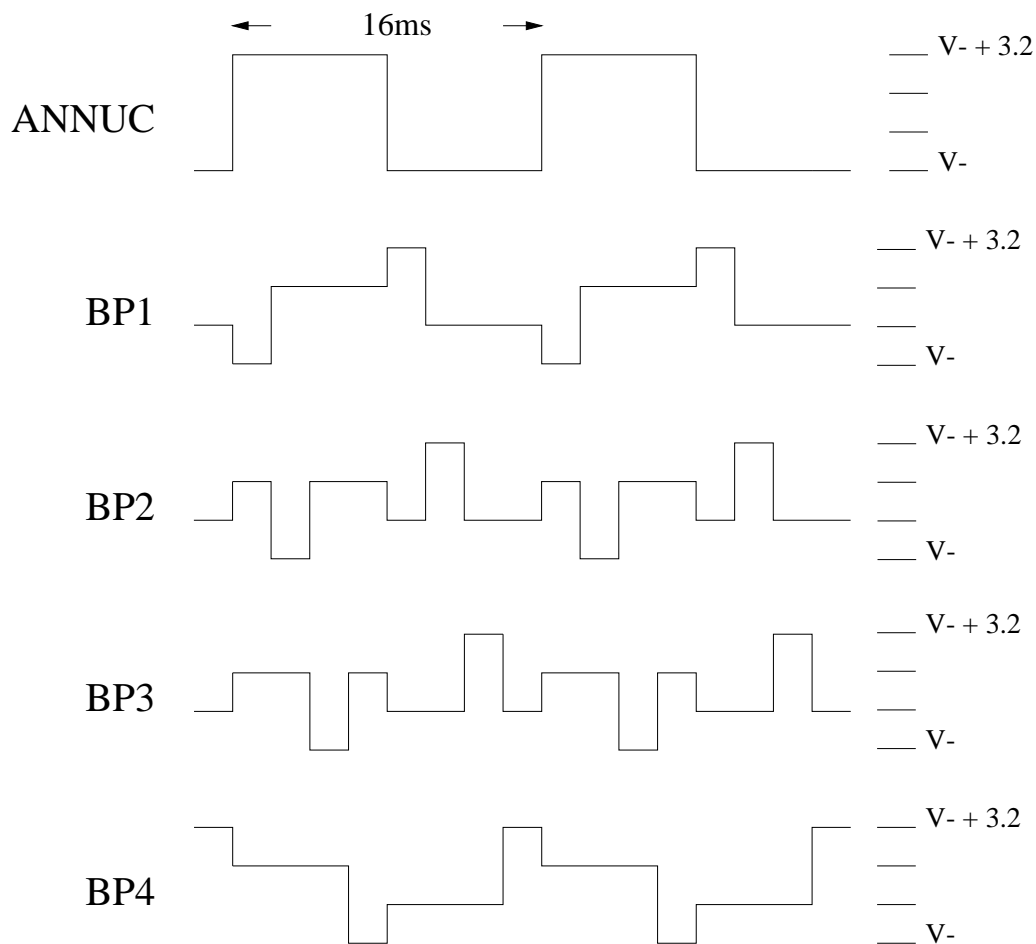 16ms
V- + 3.2
ANNUC
V-
V- + 3.2
BP1
V-
V- + 3.2
BP2
V-
V- + 3.2
BP3
V-
V- + 3.2
BP4
V-